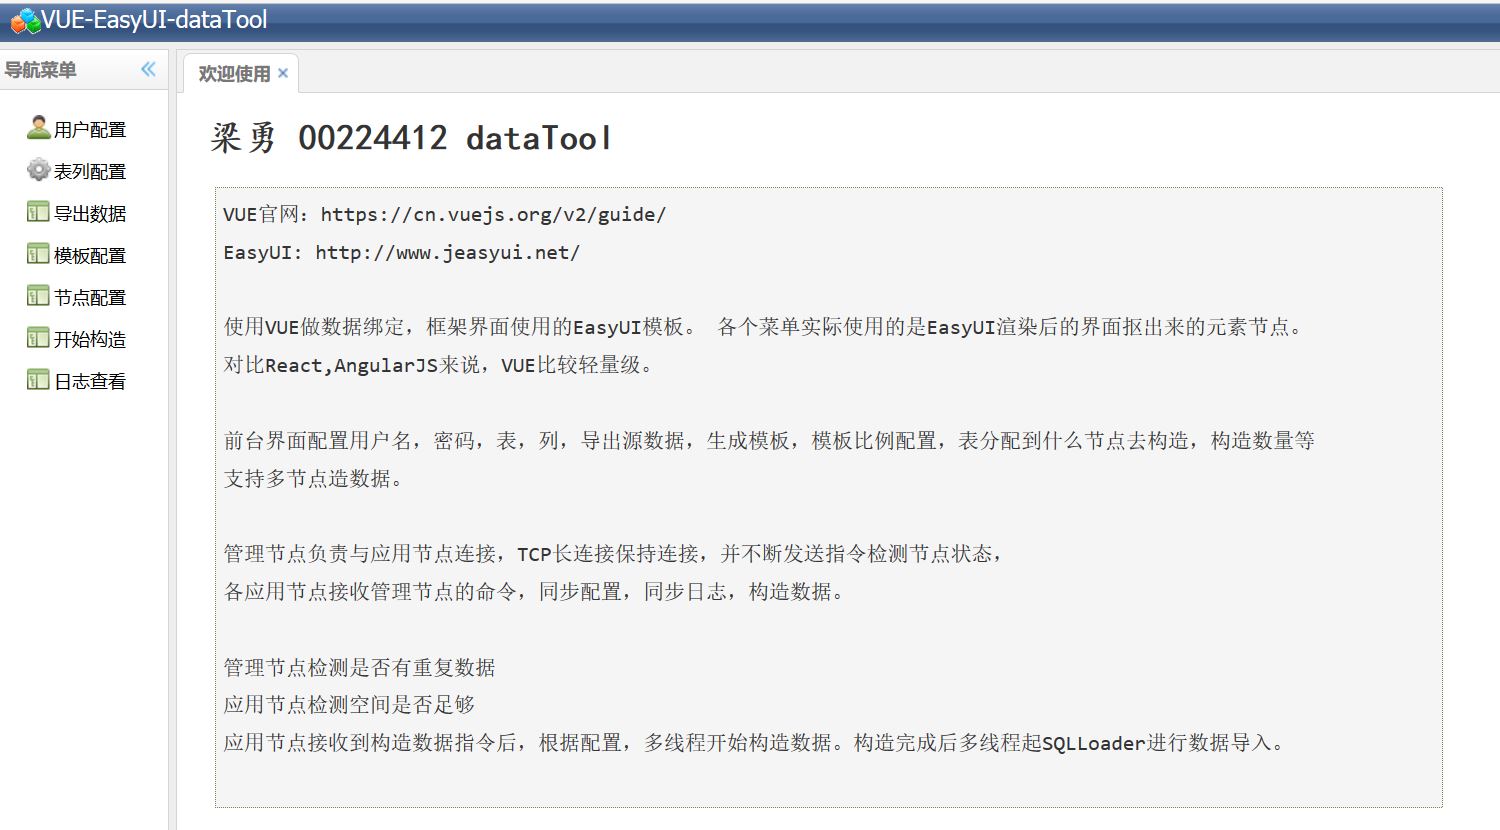 VUE-EasyUI-dataTool
导航菜单
用户配置
表列配置
导出数据
模板配置
节点配置
开始构造
日志查看
欢迎使用
梁勇 00224412 dataTool
VUE官网：https://cn.vuejs.org/v2/guide/
EasyUI: http://www.jeasyui.net/
使用VUE做数据绑定，框架界面使用的EasyUI模板。 各个菜单实际使用的是EasyUI渲染后的界面抠出来的元素节点。
对比React,AngularJS来说，VUE比较轻量级。
前台界面配置用户名，密码，表，列，导出源数据，生成模板，模板比例配置，表分配到什么节点去构造，构造数量等
支持多节点造数据。
管理节点负责与应用节点连接，TCP长连接保持连接，并不断发送指令检测节点状态，
各应用节点接收管理节点的命令，同步配置，同步日志，构造数据。
管理节点检测是否有重复数据
应用节点检测空间是否足够
应用节点接收到构造数据指令后，根据配置，多线程开始构造数据。构造完成后多线程起SQLLoader进行数据导入。